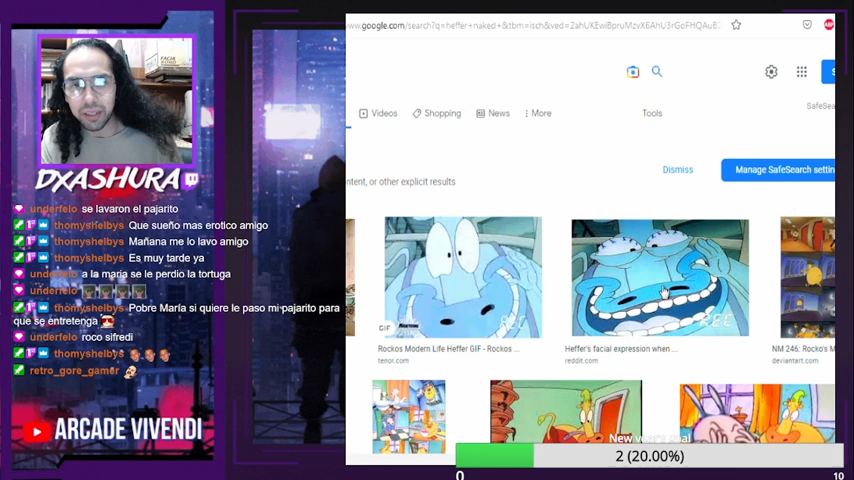 www.google.com/search?q=heffer+naked+&tbm=isch&ved=2ahUKEwiBpruMzvX6AhU3rGoFHQAuB
Videos
Shopping
News
More
Tools
SafeSea
ntent, or other explicit results
Dismiss
Manage SafeSearch settin
GIF
REC
Rockos Modern Life Heffer GIF - Rockos ...
tenor.com
Heffer's facial expression when ...
reddit.com
NM 246: Rocko's M
deviantart.com
DXASHURA
underfelo se lavaron el pajarito
thomyshelbys Que sueño mas erotico amigo
thomyshelbys Mañana me lo lavo amigo
thomyshelbys Es muy tarde ya
underfelo a la maria se le perdio la tortuga
underfelo
thomyshelbys Pobre María si quiere le paso mi pajarito para
que se entretenga
underfelo roco sifredi
thomyshelbys
retro_gore_gamer
ARCADE VIVENDI
2 (20.00%)
0
10